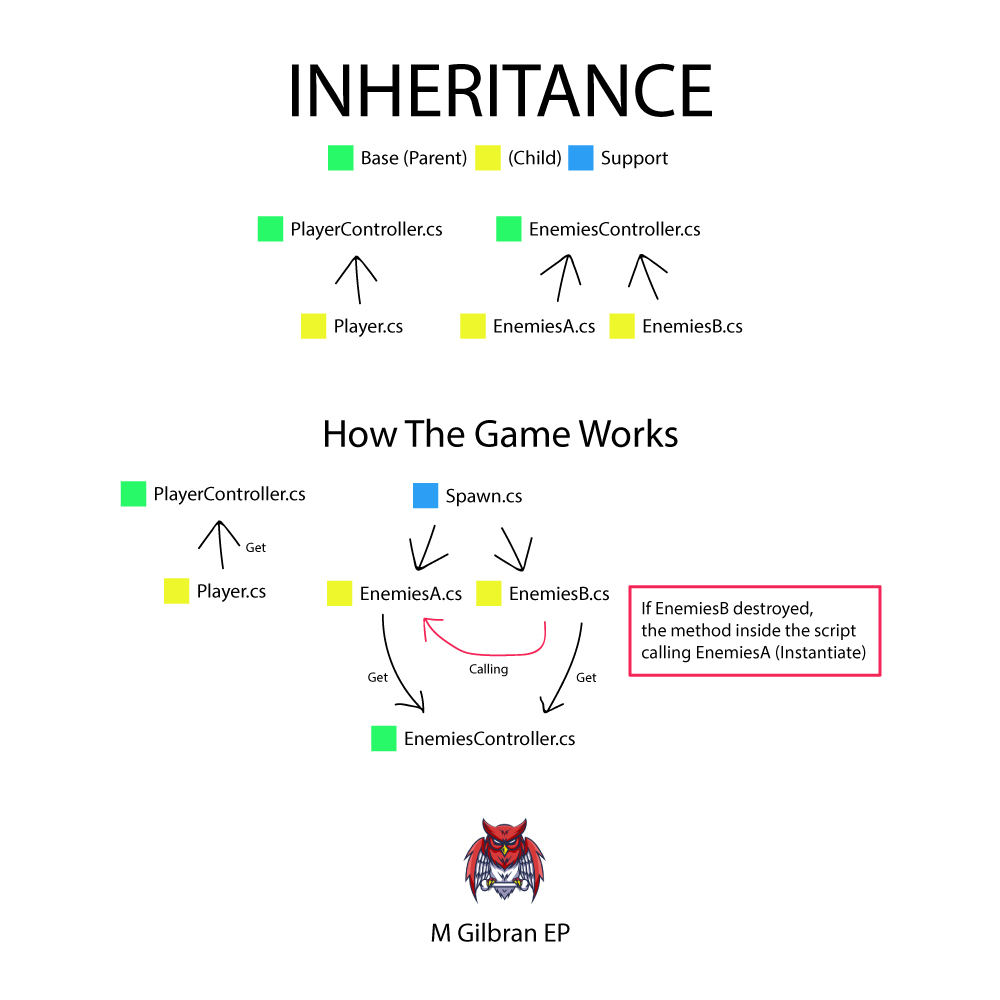 INHERITANCE
Base (Parent) (Child) Support
PlayerController.cs EnemiesController.cs
Player.cs EnemiesA.cs EnemiesB.cs
How The Game Works
PlayerController.cs Spawn.cs
Get
Player.cs EnemiesA.cs EnemiesB.cs
If EnemiesB destroyed,
the method inside the script
calling EnemiesA (Instantiate)
Calling
Get Get
EnemiesController.cs
M Gilbran EP